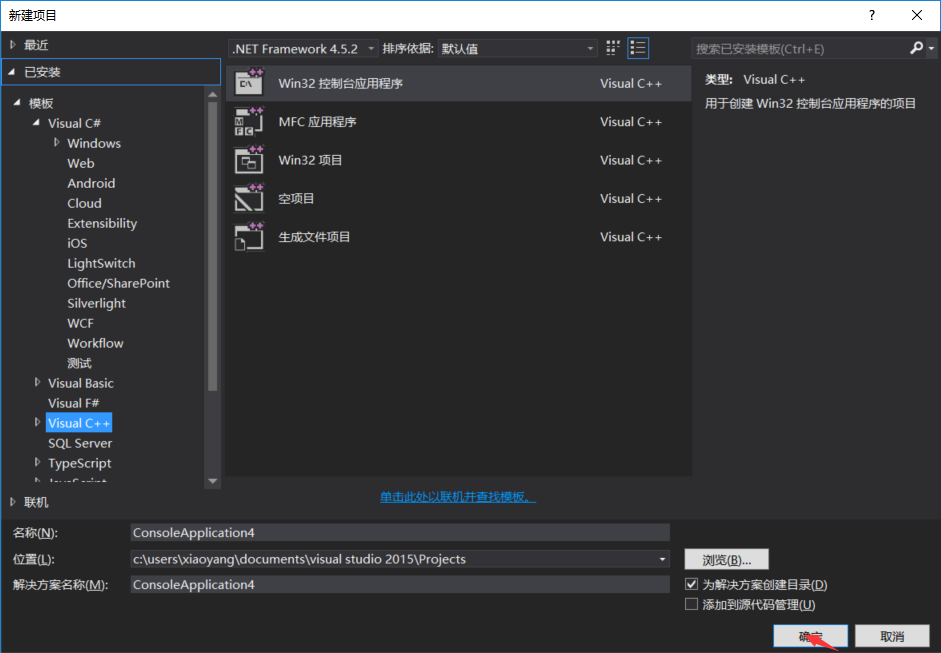 新建项目
?
最近
.NET Framework 4.5.2
排序依据:
默认值
搜索已安装模板(Ctrl+E)
已安装
模板
Visual C#
Windows
Web
Android
Cloud
Extensibility
iOS
LightSwitch
Office/SharePoint
Silverlight
WCF
Workflow
测试
Visual Basic
Visual F#
Visual C++
SQL Server
TypeScript
JavaScript
联机
Win32 控制台应用程序 Visual C++
MFC 应用程序 Visual C++
Win32 项目 Visual C++
空项目 Visual C++
生成文件项目 Visual C++
单击此处以联机并查找模板。
类型: Visual C++
用于创建 Win32 控制台应用程序的项目
名称(N): ConsoleApplication4
位置(L): c:\users\xiaoyang\documents\visual studio 2015\Projects
浏览(B)...
解决方案名称(M): ConsoleApplication4
为解决方案创建目录(D)
添加到源代码管理(U)
确定
取消